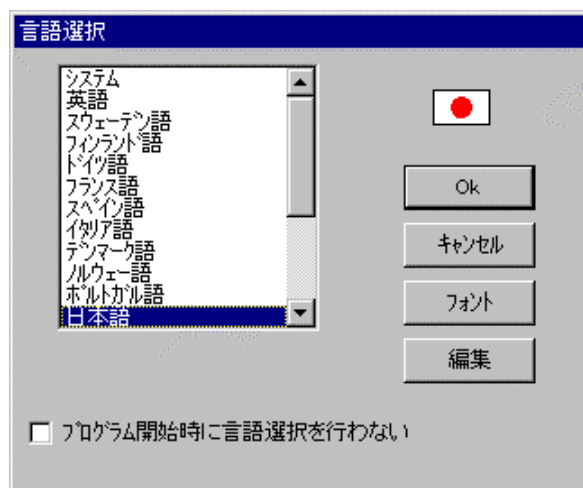 言語選択
システム
英語
スウェーデン語
フィンランド語
ドイツ語
フランス語
スペイン語
イタリア語
デンマーク語
ノルウェー語
ポルトガル語
日本語
Ok
キャンセル
フォント
編集
プログラム開始時に言語選択を行わない